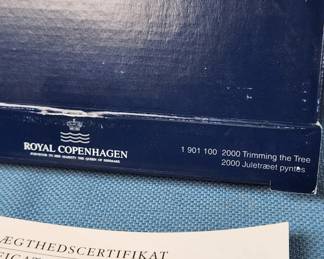 ROYAL COPENHAGEN
PURVEYOR TO HER MAJESTY THE QUEEN OF DENMARK
1 901 100 2000 Trimming the Tree
2000 Juletræet pyntes
ÆGTHEDSCERTIFIKAT